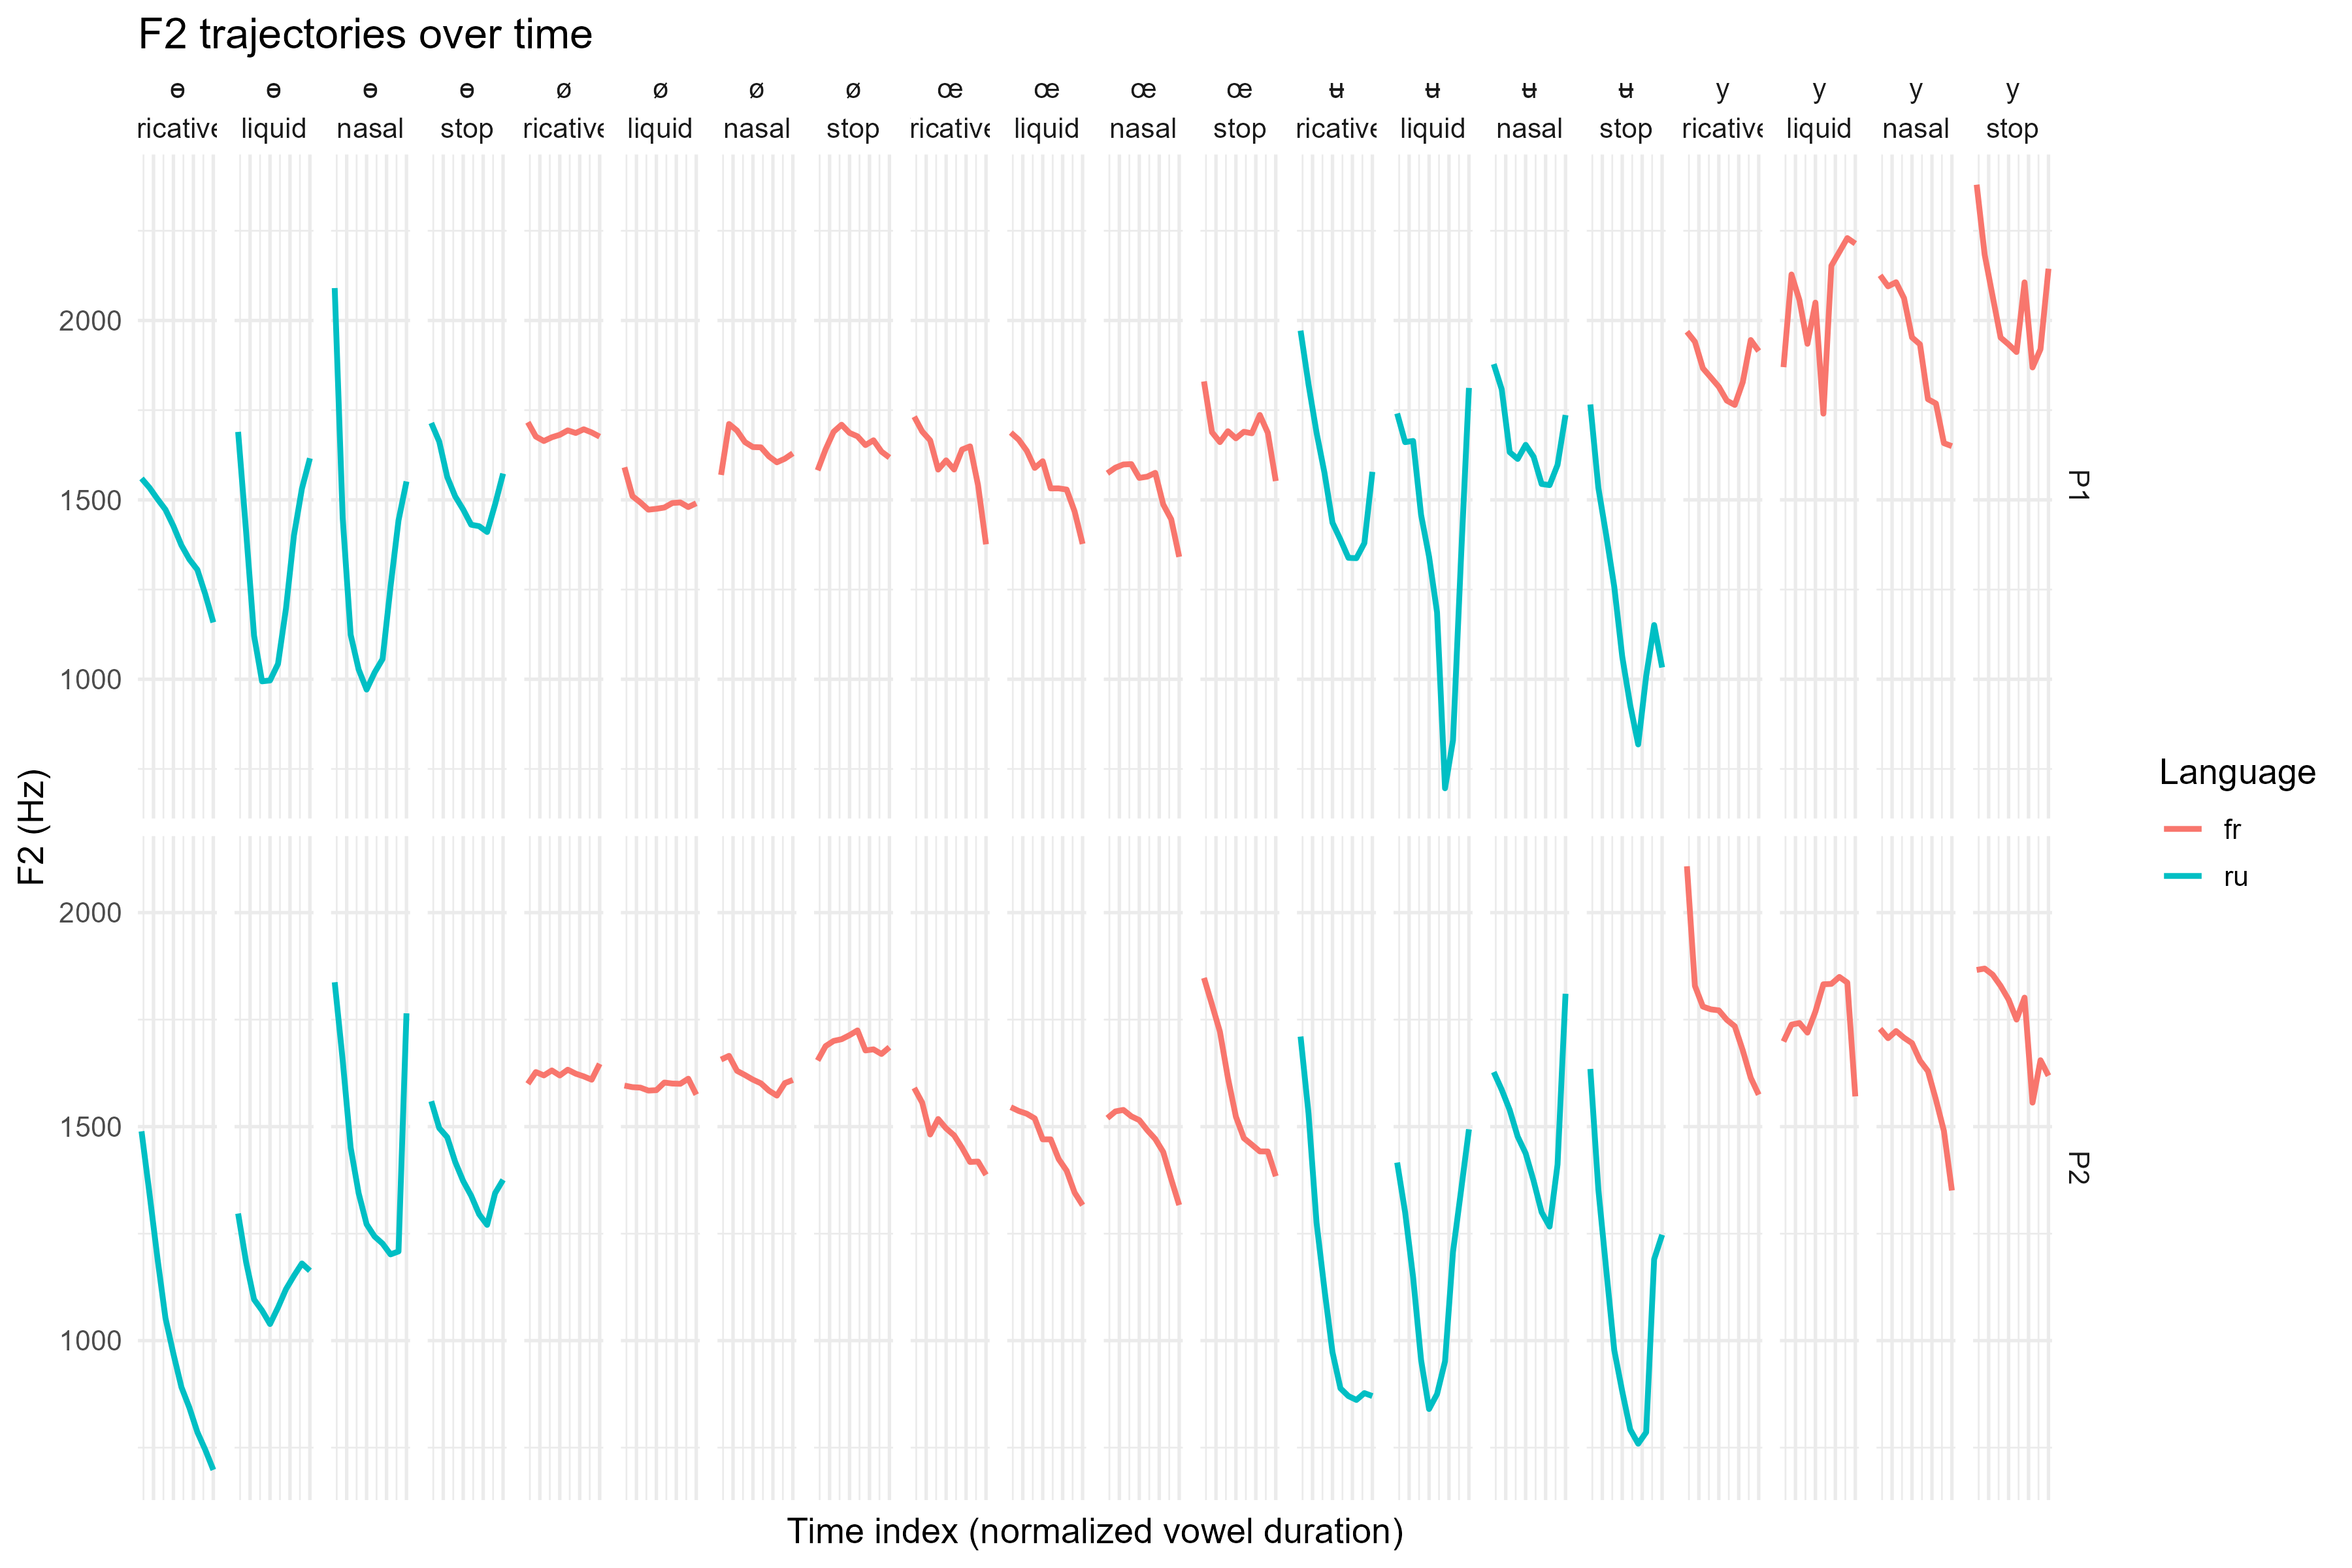 F2 trajectories over time
ɵ ɵ ɵ ɵ ø ø ø ø œ œ œ œ ʉ ʉ ʉ ʉ y y y y
ricative liquid nasal stop ricative liquid nasal stop ricative liquid nasal stop ricative liquid nasal stop ricative liquid nasal stop
2000
1500
1000
P1
F2 (Hz)
Language
fr
ru
2000
1500
1000
P2
Time index (normalized vowel duration)